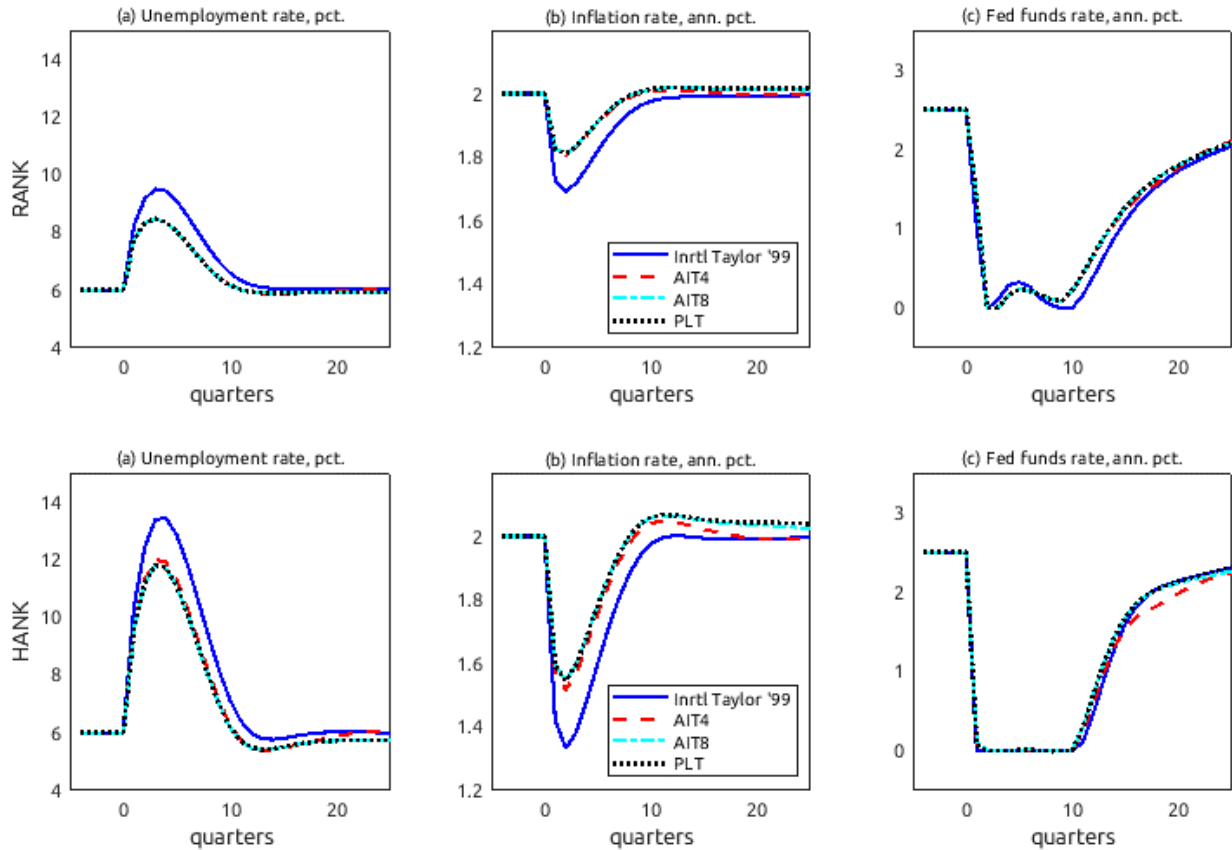 (a) Unemployment rate, pct.
(b) Inflation rate, ann. pct.
(c) Fed funds rate, ann. pct.
RANK
14
12
10
8
6
4
0
10
20
quarters
2
1.8
1.6
1.4
1.2
0
10
20
quarters
Inrtl Taylor '99
AIT4
AIT8
PLT
3
2
1
0
0
10
20
quarters
(a) Unemployment rate, pct.
(b) Inflation rate, ann. pct.
(c) Fed funds rate, ann. pct.
HANK
14
12
10
8
6
4
0
10
20
quarters
2
1.8
1.6
1.4
1.2
0
10
20
quarters
Inrtl Taylor '99
AIT4
AIT8
PLT
3
2
1
0
0
10
20
quarters